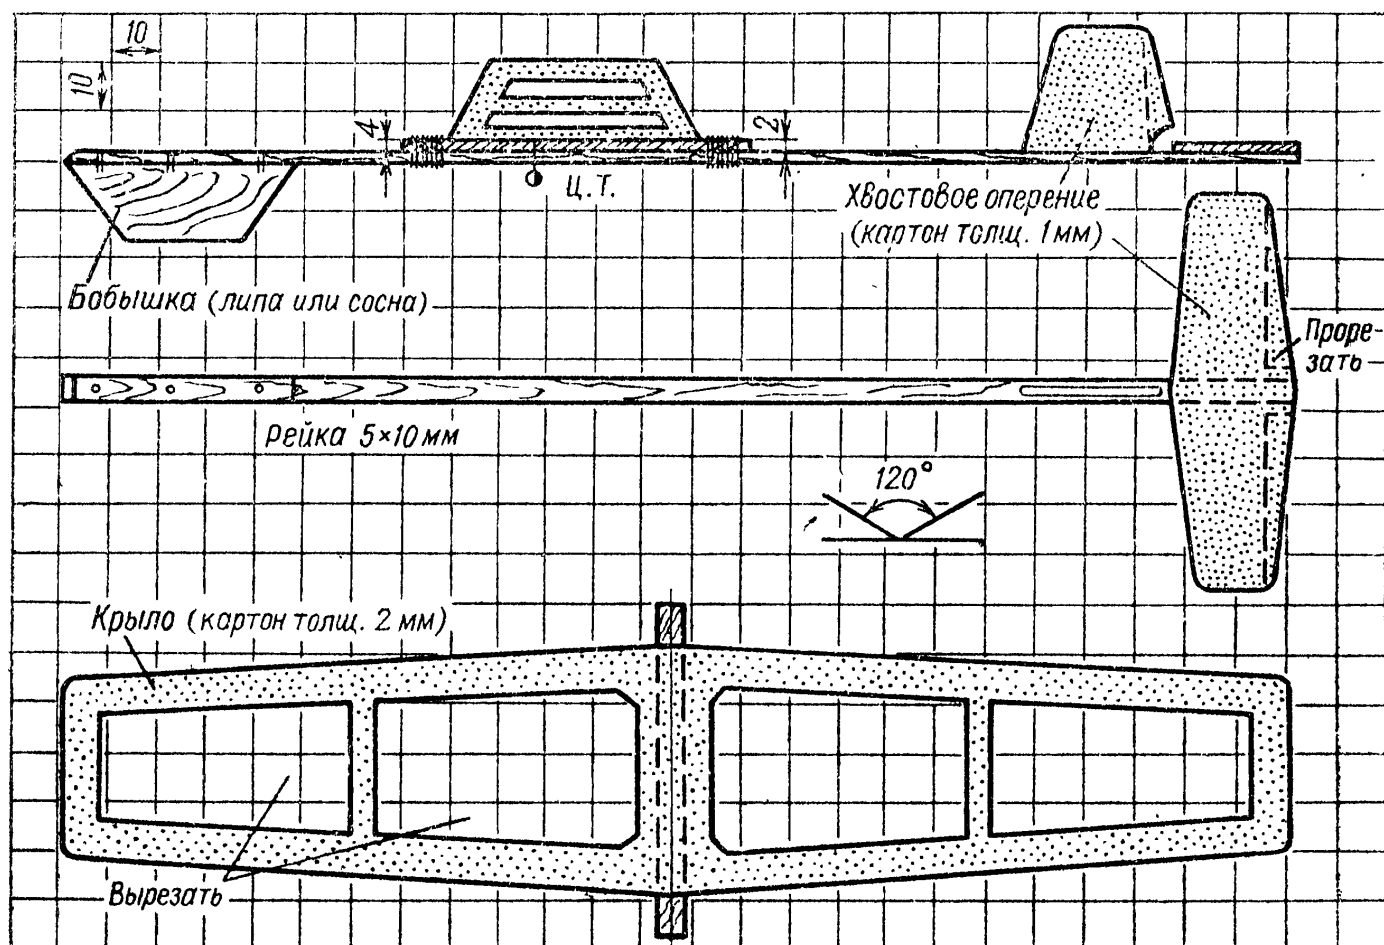 10
10
4
2
Ц.Т.
Хвостовое оперение
(картон толщ. 1мм)
Бобышка (липа или сосна)
Проре-
зать
Рейка 5×10мм
120°
Крыло (картон толщ. 2 мм)
Вырезать